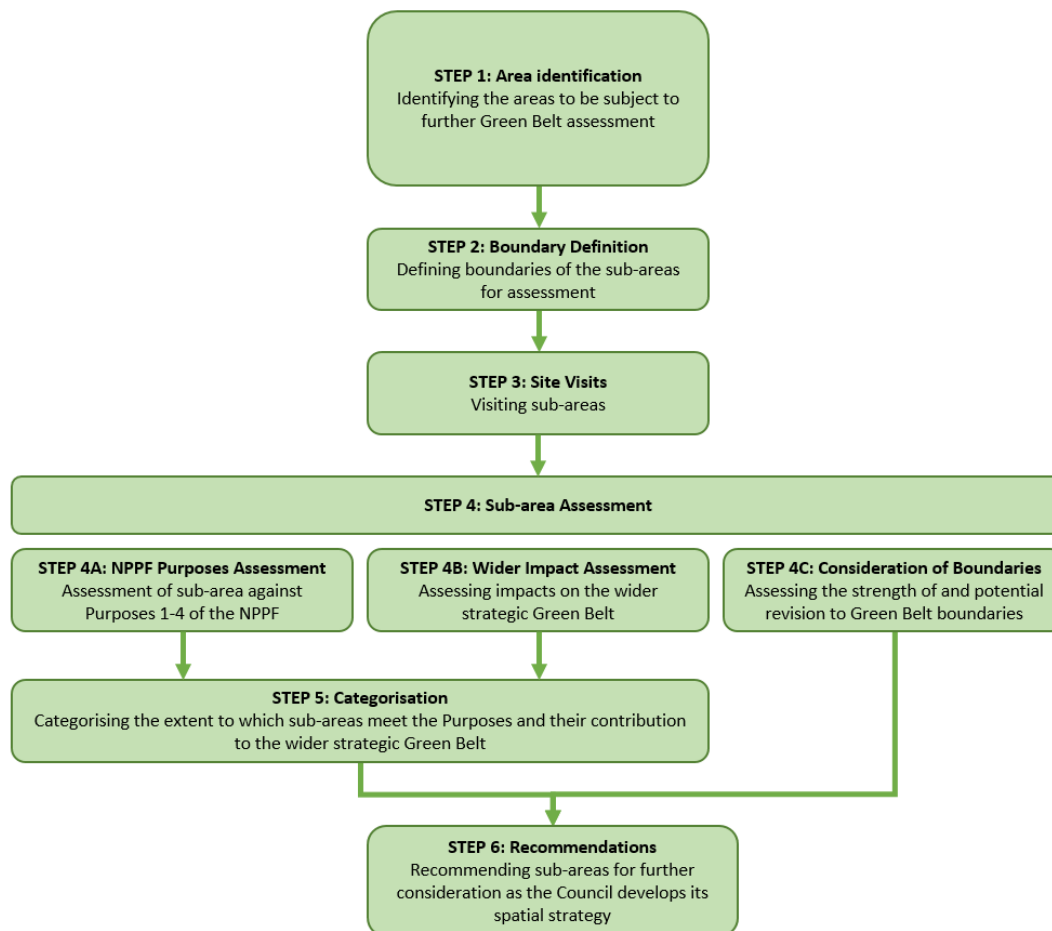 STEP 1: Area identification
Identifying the areas to be subject to
further Green Belt assessment
STEP 2: Boundary Definition
Defining boundaries of the sub-areas
for assessment
STEP 3: Site Visits
Visiting sub-areas
STEP 4: Sub-area Assessment
STEP 4A: NPPF Purposes Assessment
Assessment of sub-area against
Purposes 1-4 of the NPPF
STEP 4B: Wider Impact Assessment
Assessing impacts on the wider
strategic Green Belt
STEP 4C: Consideration of Boundaries
Assessing the strength of and potential
revision to Green Belt boundaries
STEP 5: Categorisation
Categorising the extent to which sub-areas meet the Purposes and their contribution
to the wider strategic Green Belt
STEP 6: Recommendations
Recommending sub-areas for further
consideration as the Council develops its
spatial strategy